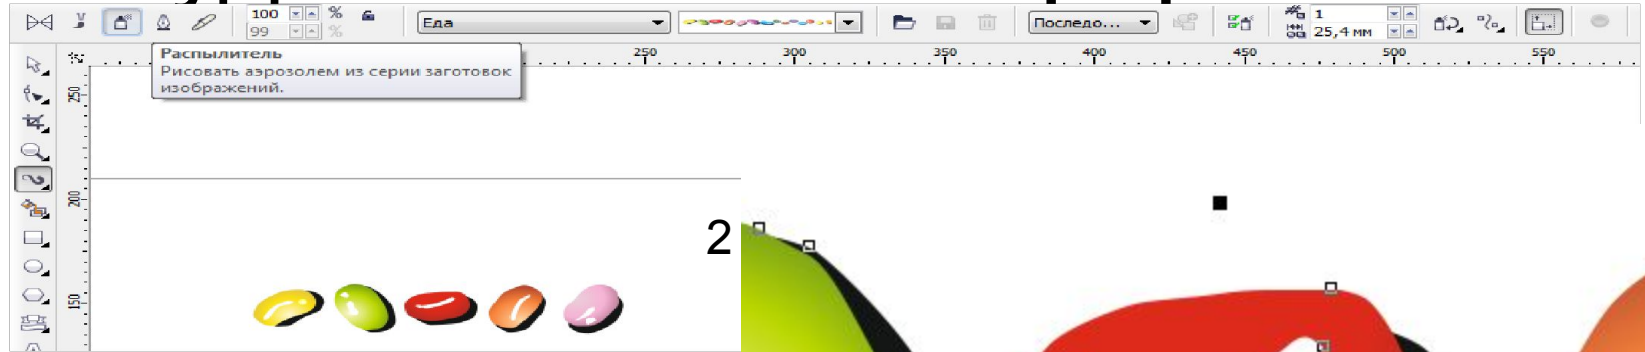 100 %
99 %
Еда
Последо...
1
25,4 мм
Распылитель
Рисовать аэрозолем из серии заготовок
изображений.
250 300 350 400 450 500 550
250
200
150
2